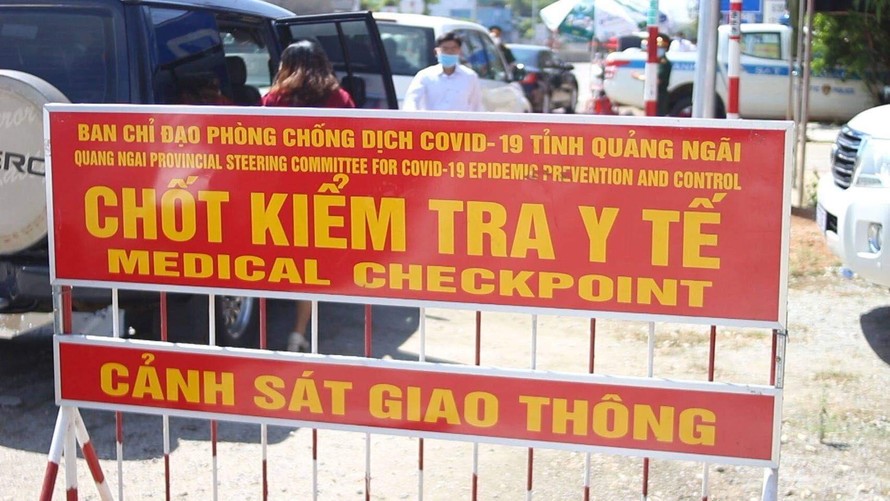 BAN CHỈ ĐẠO PHÒNG CHỐNG DỊCH COVID-19 TỈNH QUẢNG NGÃI
QUANG NGAI PROVINCIAL STEERING COMMITTEE FOR COVID-19 EPIDEMIC PREVENTION AND CONTROL
CHỐT KIỂM TRA Y TẾ
MEDICAL CHECKPOINT
CẢNH SÁT GIAO THÔNG